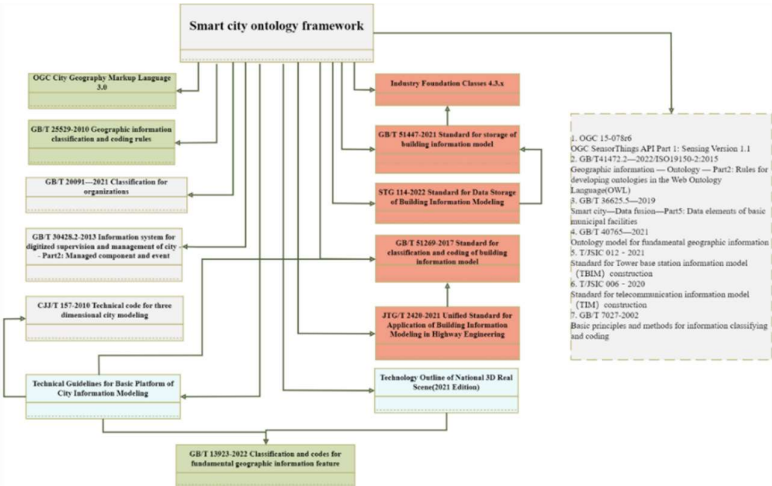 Smart city ontology framework
OGC City Geography Markup Language
3.0
GB/T 25529-2010 Geographic information
classification and coding rules
GB/T 20091—2021 Classification for
organizations
GB/T 30428.2-2013 Information system for
digitized supervision and management of city -
- Part2: Managed component and event
CJJ/T 157-2010 Technical code for three
dimensional city modeling
Technical Guidelines for Basic Platform of
City Information Modeling
Industry Foundation Classes 4.3.x
GB/T 51447-2021 Standard for storage of
building information model
STG 114-2022 Standard for Data Storage
of Building Information Modeling
GB/T 51269-2017 Standard for
classification and coding of building
information model
JTG/T 2420-2021 Unified Standard for
Application of Building Information
Modeling in Highway Engineering
Technology Outline of National 3D Real
Scene(2021 Edition)
GB/T 13923-2022 Classification and codes for
fundamental geographic information feature
1. OGC 15-078r6
OGC SensorThings API Part 1: Sensing Version 1.1
2. GB/T41472.2—2022/ISO19150-2:2015
Geographic information — Ontology — Part2: Rules for
developing ontologies in the Web Ontology
Language(OWL)
3. GB/T 36625.5—2019
Smart city—Data fusion—Part5: Data elements of basic
municipal facilities
4. GB/T 40765—2021
Ontology model for fundamental geographic information
5. T/JSIC 012 - 2021
Standard for Tower base station information model
（TBIM）construction
6. T/JSIC 006 - 2020
Standard for telecommunication information model
（TIM）construction
7. GB/T 7027-2002
Basic principles and methods for information classifying
and coding